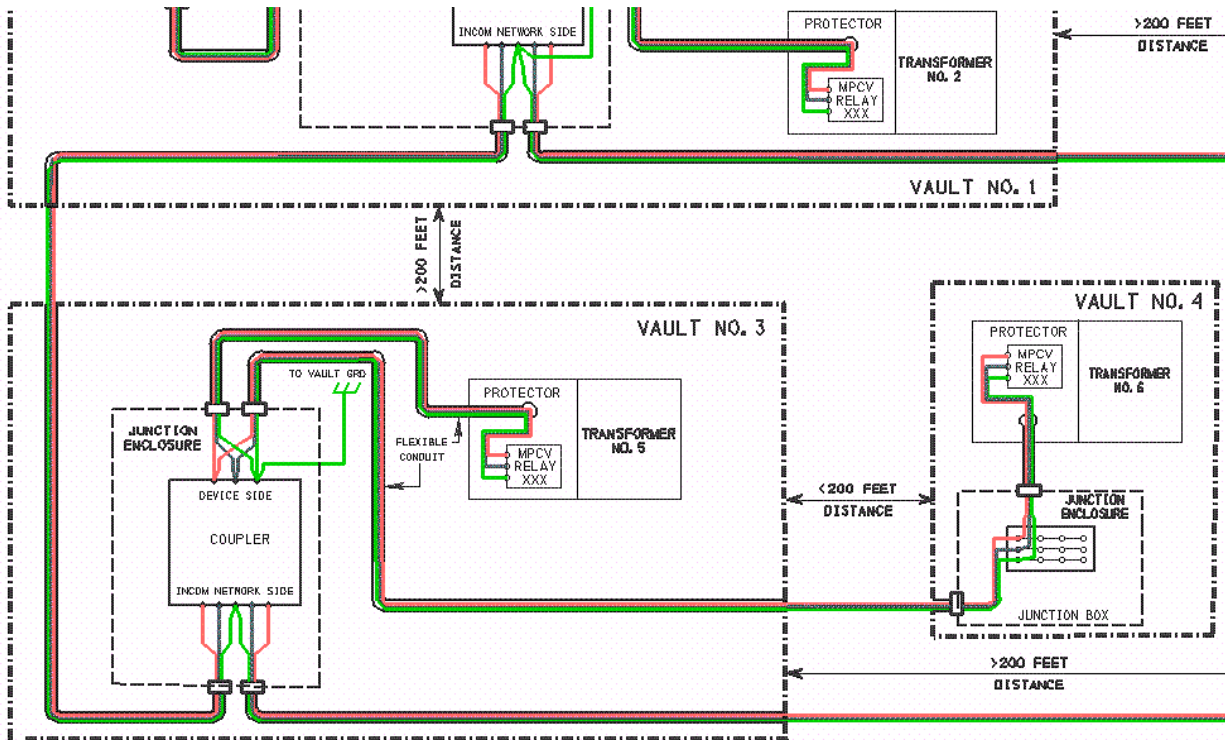 INCOM NETWORK SIDE
PROTECTOR
MPCV
RELAY
XXX
TRANSFORMER
NO. 2
>200 FEET
DISTANCE
VAULT NO. 1
>200 FEET
DISTANCE
VAULT NO. 3
TO VAULT GRD
JUNCTION
ENCLOSURE
DEVICE SIDE
COUPLER
INCOM NETWORK SIDE
FLEXIBLE
CONDUIT
PROTECTOR
MPCV
RELAY
XXX
TRANSFORMER
NO. 5
<200 FEET
DISTANCE
VAULT NO. 4
PROTECTOR
MPCV
RELAY
XXX
TRANSFORMER
NO. 6
JUNCTION
ENCLOSURE
JUNCTION BOX
>200 FEET
DISTANCE